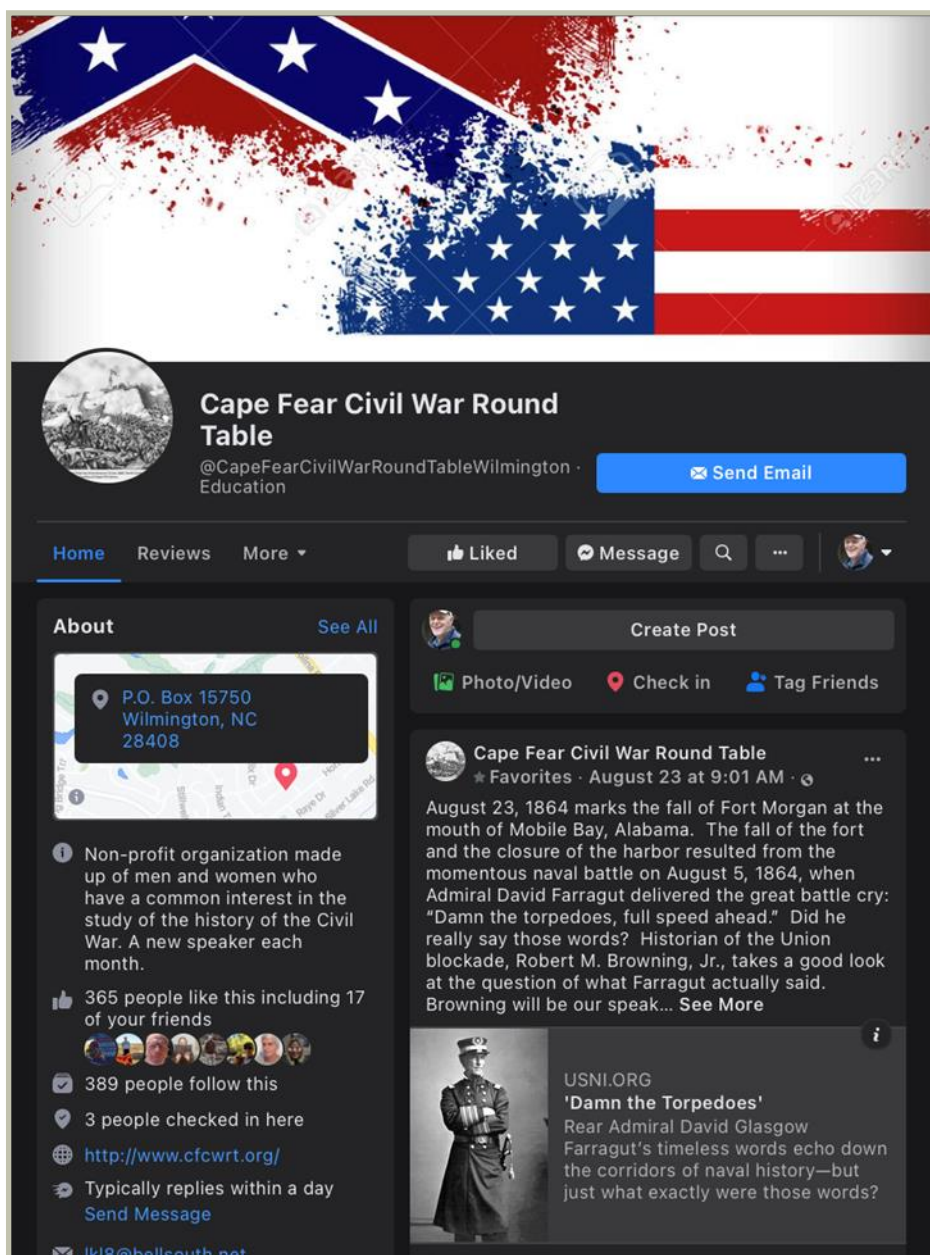 Cape Fear Civil War Round
Table
@CapeFearCivilWarRoundTableWilmington ·
Education
Send Email
Home
Reviews
More
Liked
Message
About
See All
P.O. Box 15750
Wilmington, NC
28408
Raye Dr
Silver Lake Rd
Non-profit organization made
up of men and women who
have a common interest in the
study of the history of the Civil
War. A new speaker each
month.
365 people like this including 17
of your friends
389 people follow this
3 people checked in here
http://www.cfcwrt.org/
Typically replies within a day
Send Message
lkl8@bellsouth.net
Create Post
Photo/Video
Check in
Tag Friends
Cape Fear Civil War Round Table
Favorites · August 23 at 9:01 AM ·
August 23, 1864 marks the fall of Fort Morgan at the
mouth of Mobile Bay, Alabama. The fall of the fort
and the closure of the harbor resulted from the
momentous naval battle on August 5, 1864, when
Admiral David Farragut delivered the great battle cry:
“Damn the torpedoes, full speed ahead.” Did he
really say those words? Historian of the Union
blockade, Robert M. Browning, Jr., takes a good look
at the question of what Farragut actually said.
Browning will be our speak... See More
USNI.ORG
'Damn the Torpedoes'
Rear Admiral David Glasgow
Farragut’s timeless words echo down
the corridors of naval history—but
just what exactly were those words?